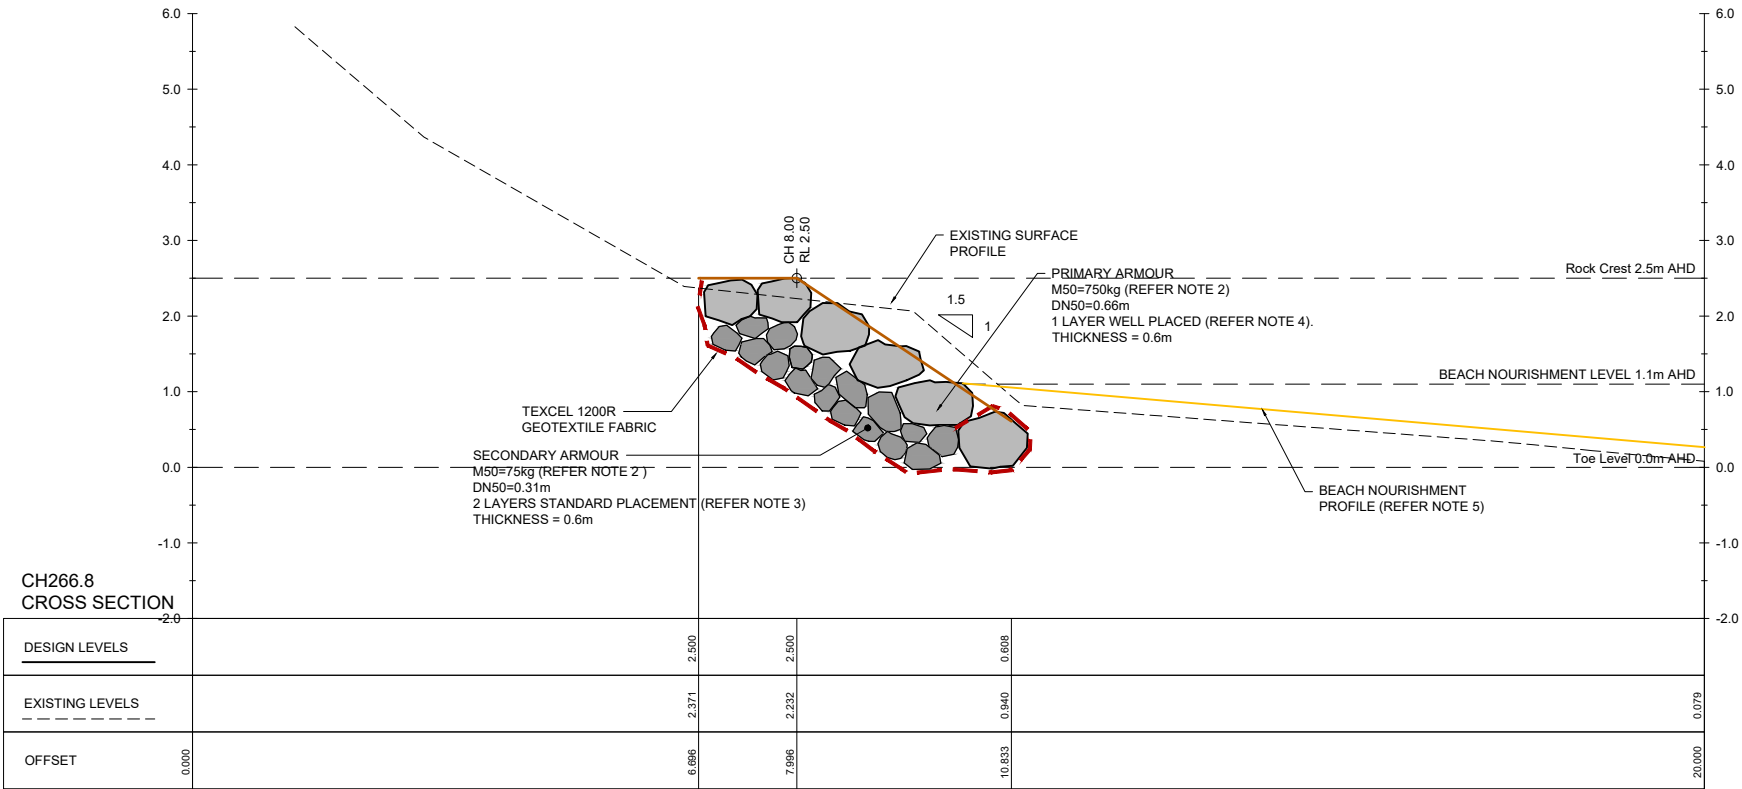 6.0
6.0
5.0
5.0
4.0
4.0
3.0
3.0
CH 8.00
RL 2.50
EXISTING SURFACE
PROFILE
Rock Crest 2.5m AHD
PRIMARY ARMOUR
M50=750kg (REFER NOTE 2)
DN50=0.66m
1 LAYER WELL PLACED (REFER NOTE 4).
THICKNESS = 0.6m
1.5
1
2.0
2.0
BEACH NOURISHMENT LEVEL 1.1m AHD
1.0
1.0
TEXCEL 1200R
GEOTEXTILE FABRIC
SECONDARY ARMOUR
M50=75kg (REFER NOTE 2 )
DN50=0.31m
2 LAYERS STANDARD PLACEMENT (REFER NOTE 3)
THICKNESS = 0.6m
0.0
Toe Level 0.0m AHD
0.0
BEACH NOURISHMENT
PROFILE (REFER NOTE 5)
-1.0
-1.0
CH266.8
CROSS SECTION
-2.0
-2.0
DESIGN LEVELS
2.500
2.500
0.608
EXISTING LEVELS
2.371
2.232
0.940
0.079
OFFSET
0.000
6.696
7.996
10.833
20.000